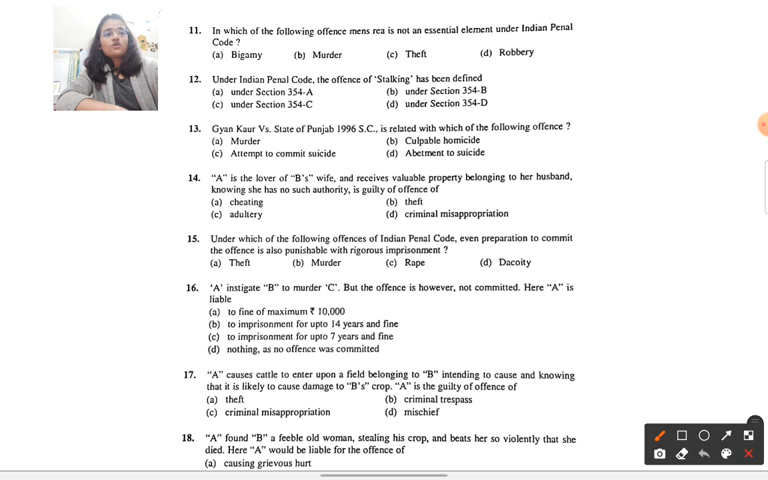 11. In which of the following offence mens rea is not an essential element under Indian Penal
Code ?
(a) Bigamy (b) Murder (c) Theft (d) Robbery
12. Under Indian Penal Code, the offence of 'Stalking' has been defined
(a) under Section 354-A (b) under Section 354-B
(c) under Section 354-C (d) under Section 354-D
13. Gyan Kaur Vs. State of Punjab 1996 S.C., is related with which of the following offence ?
(a) Murder (b) Culpable homicide
(c) Attempt to commit suicide (d) Abetment to suicide
14. "A" is the lover of "B's" wife, and receives valuable property belonging to her husband,
knowing she has no such authority, is guilty of offence of
(a) cheating (b) theft
(c) adultery (d) criminal misappropriation
15. Under which of the following offences of Indian Penal Code, even preparation to commit
the offence is also punishable with rigorous imprisonment ?
(a) Theft (b) Murder (c) Rape (d) Dacoity
16. 'A' instigate "B" to murder 'C'. But the offence is however, not committed. Here "A" is
liable
(a) to fine of maximum ₹ 10,000
(b) to imprisonment for upto 14 years and fine
(c) to imprisonment for upto 7 years and fine
(d) nothing, as no offence was committed
17. "A" causes cattle to enter upon a field belonging to "B" intending to cause and knowing
that it is likely to cause damage to "B's" crop. "A" is the guilty of offence of
(a) theft (b) criminal trespass
(c) criminal misappropriation (d) mischief
18. "A" found "B" a feeble old woman, stealing his crop, and beats her so violently that she
died. Here "A" would be liable for the offence of
(a) causing grievous hurt